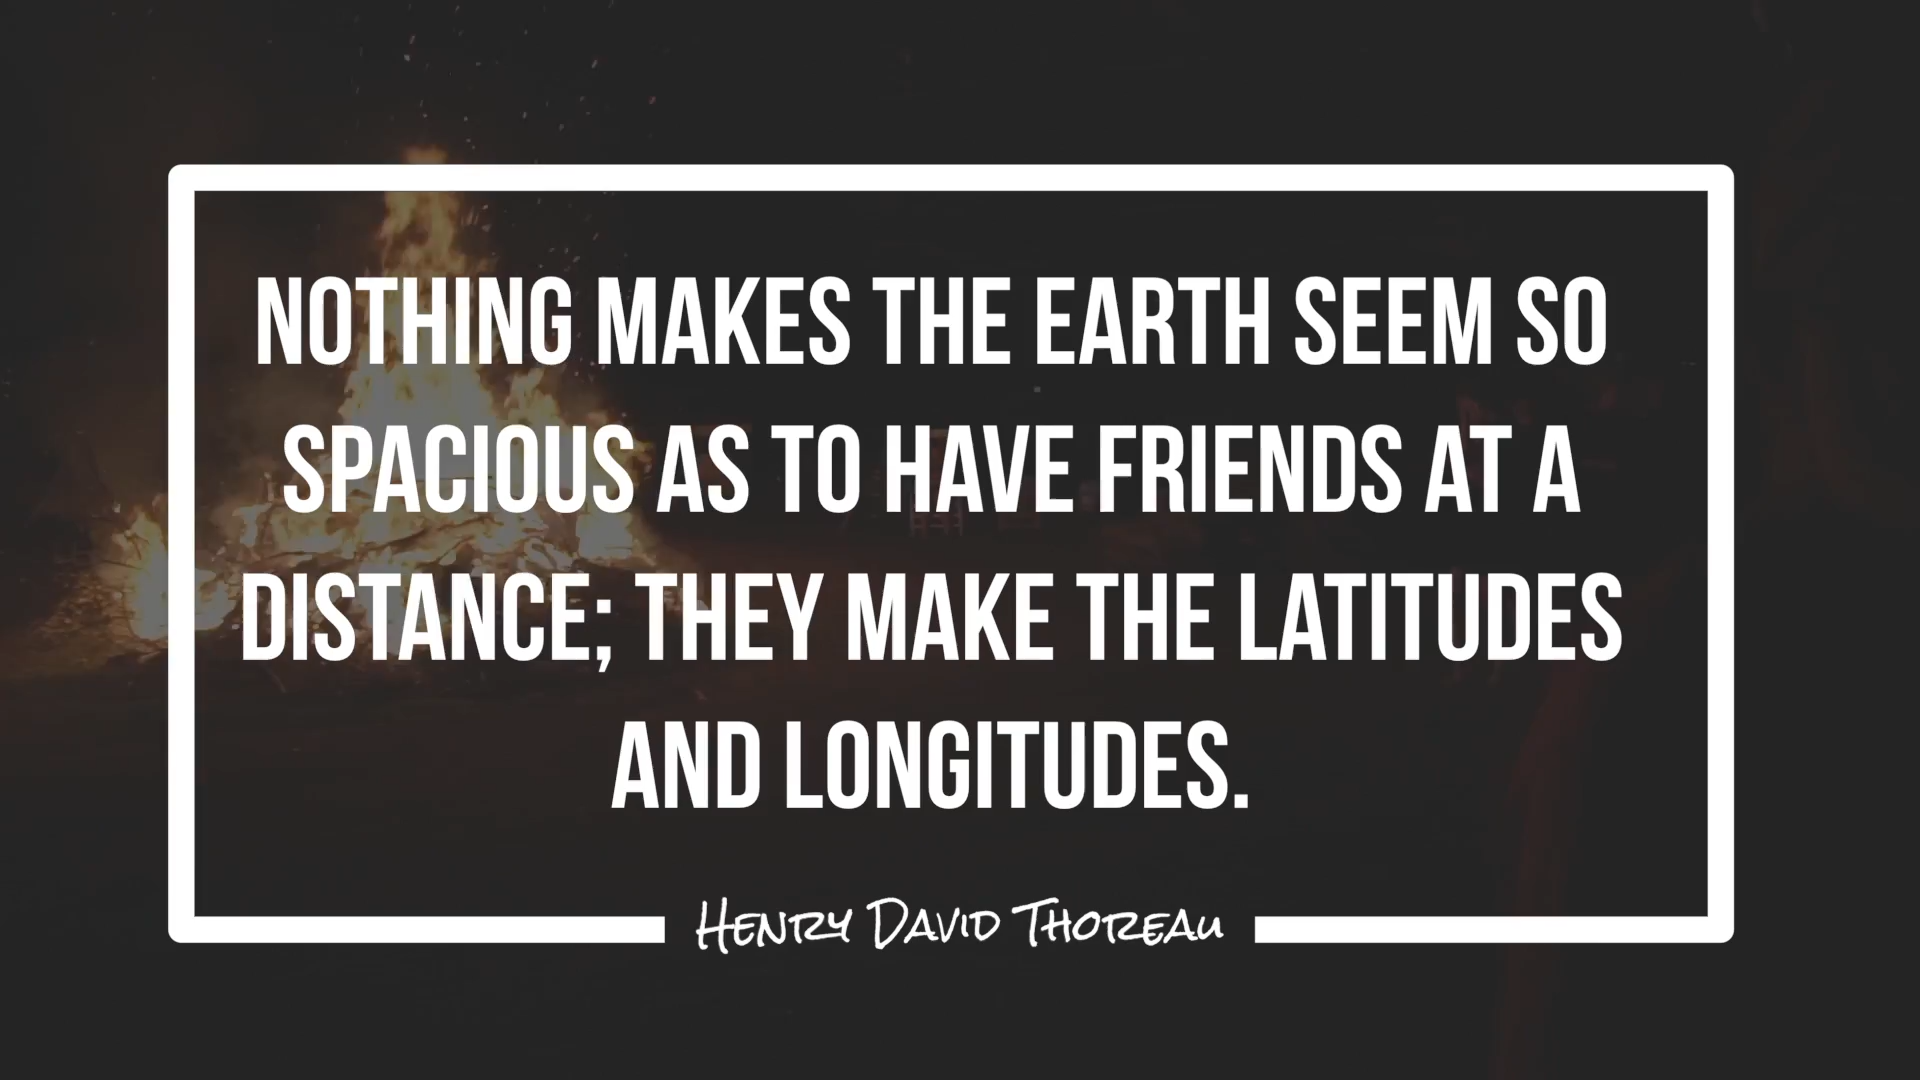 NOTHING MAKES THE EARTH SEEM SO
SPACIOUS AS TO HAVE FRIENDS AT A
DISTANCE; THEY MAKE THE LATITUDES
AND LONGITUDES.
HENRY DAVID THOREAU